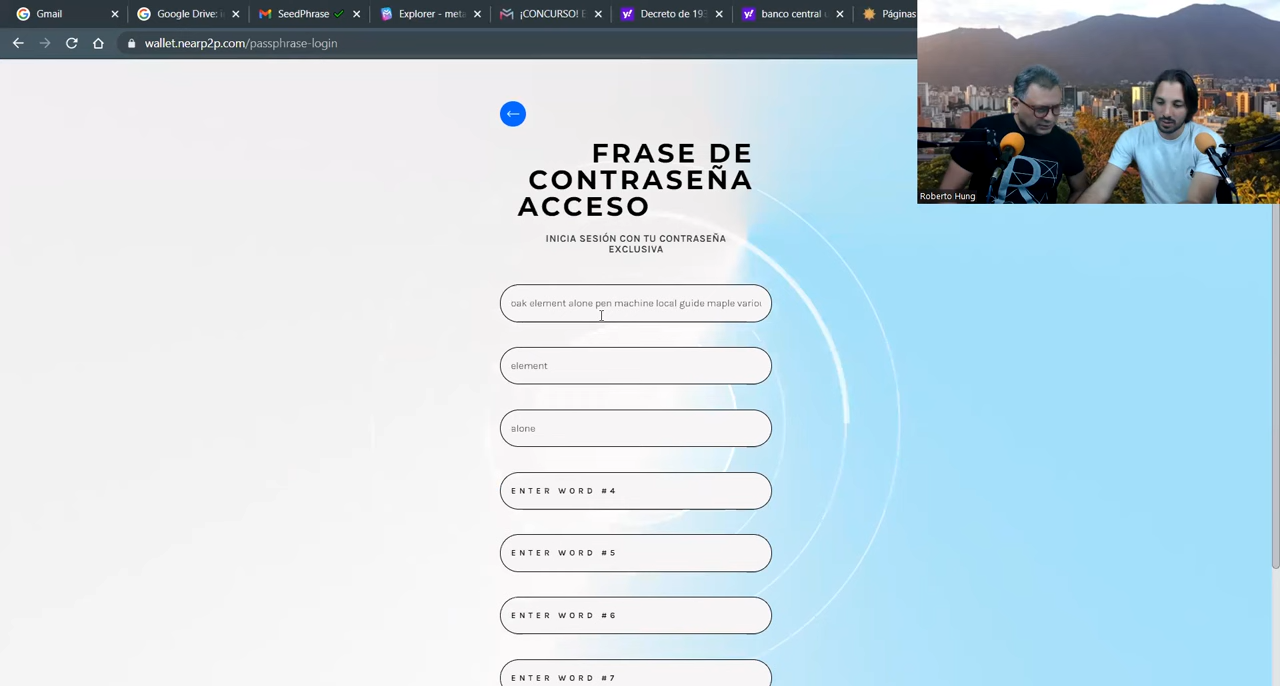 Gmail
Google Drive:
SeedPhrase
Explorer - meta
¡CONCURSO! E
Decreto de 193
banco central
Páginas
wallet.nearp2p.com/passphrase-login
Roberto Hung
FRASE DE
CONTRASEÑA
ACCESO
INICIA SESIÓN CON TU CONTRASEÑA
EXCLUSIVA
oak element alone pen machine local guide maple
element
alone
ENTER WORD #4
ENTER WORD #5
ENTER WORD #6
ENTER WORD #7